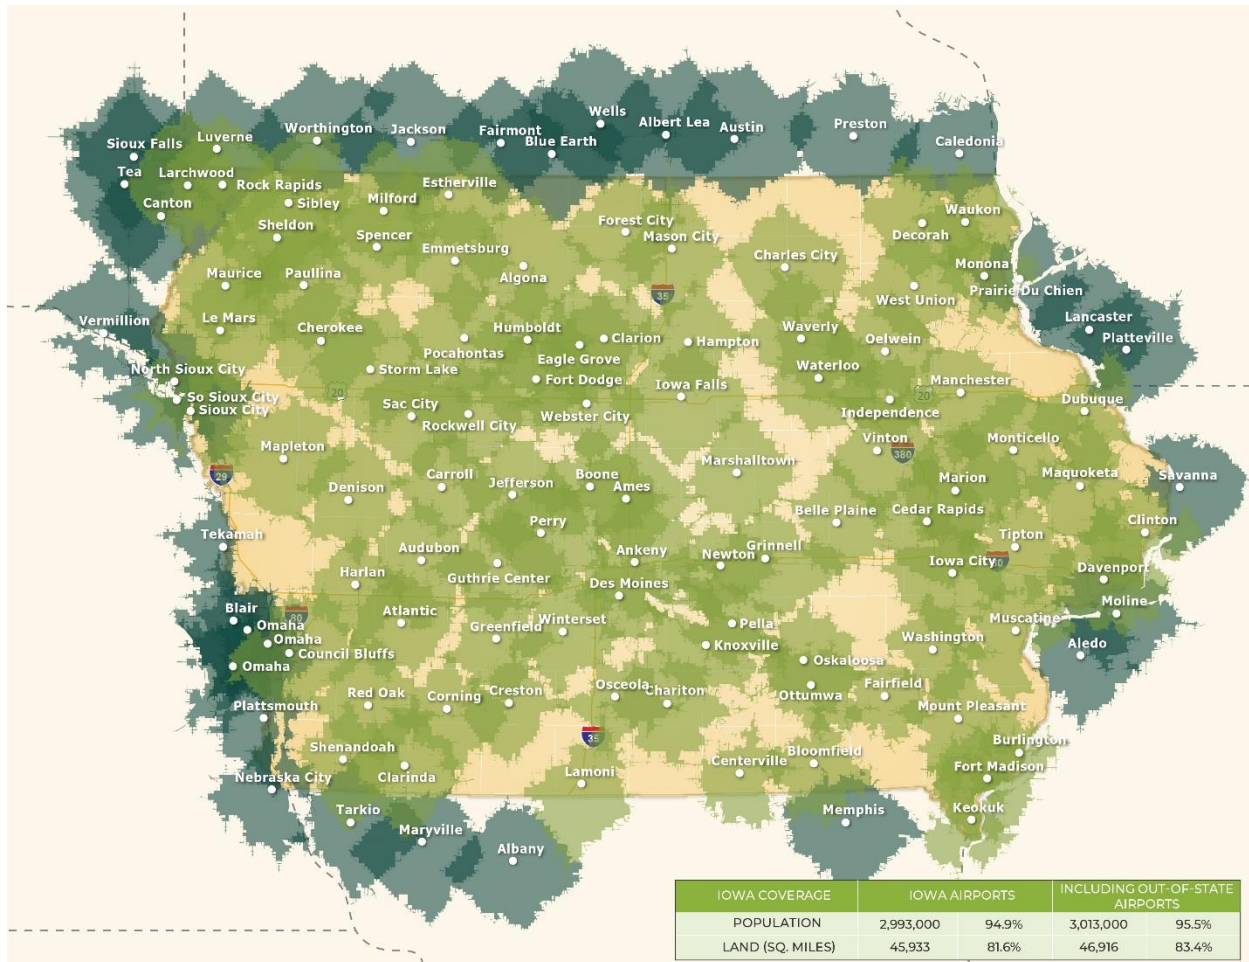 Wells
Albert Lea
Austin
Preston
Worthington
Jackson
Fairmont
Blue Earth
Luverne
Sioux Falls
Caledonia
Tea
Larchwood
Rock Rapids
Estherville
Canton
Sibley
Milford
Forest City
Waukon
Sheldon
Spencer
Mason City
Decorah
Emmetsburg
Charles City
Algona
Monona
Maurice
Paullina
Prairie Du Chien
35
West Union
Lancaster
Vermillion
Le Mars
Cherokee
Humboldt
Clarion
Hampton
Waverly
Oelwein
Platteville
Pocahontas
Eagle Grove
North Sioux City
Storm Lake
Fort Dodge
Iowa Falls
Waterloo
Manchester
So Sioux City
20
20
Sioux City
Sac City
Rockwell City
Webster City
Independence
Dubuque
Mapleton
Vinton
Monticello
380
29
Denison
Carroll
Jefferson
Boone
Ames
Marshalltown
Marion
Maquoketa
Savanna
Perry
Belle Plaine
Cedar Rapids
Clinton
Tekamah
Audubon
Ankeny
Newton
Grinnell
Tipton
Iowa City
Harlan
Guthrie Center
Des Moines
Davenport
Blair
80
Atlantic
Moline
Omaha
Omaha
Greenfield
Winterset
Pella
Muscatine
Council Bluffs
Knoxville
Washington
Aledo
Omaha
Oskaloosa
Red Oak
Corning
Creston
Osceola
Chariton
Ottumwa
Fairfield
Plattsmouth
Mount Pleasant
35
Shenandoah
Burlington
Nebraska City
Clarinda
Lamoni
Centerville
Bloomfield
Fort Madison
Tarkio
Maryville
Memphis
Keokuk
Albany
IOWA COVERAGE IOWA AIRPORTS INCLUDING OUT-OF-STATE
AIRPORTS
POPULATION 2,993,000 94.9% 3,013,000 95.5%
LAND (SQ. MILES) 45,933 81.6% 46,916 83.4%